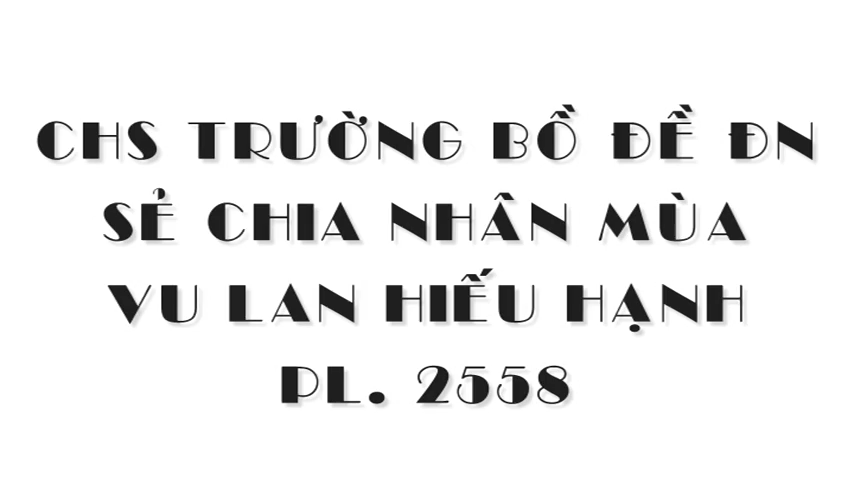 CHS TRƯỜNG BỒ ĐỀ ĐN
SẺ CHIA NHÂN MÙA
VU LAN HIẾU HẠNH
PL. 2558